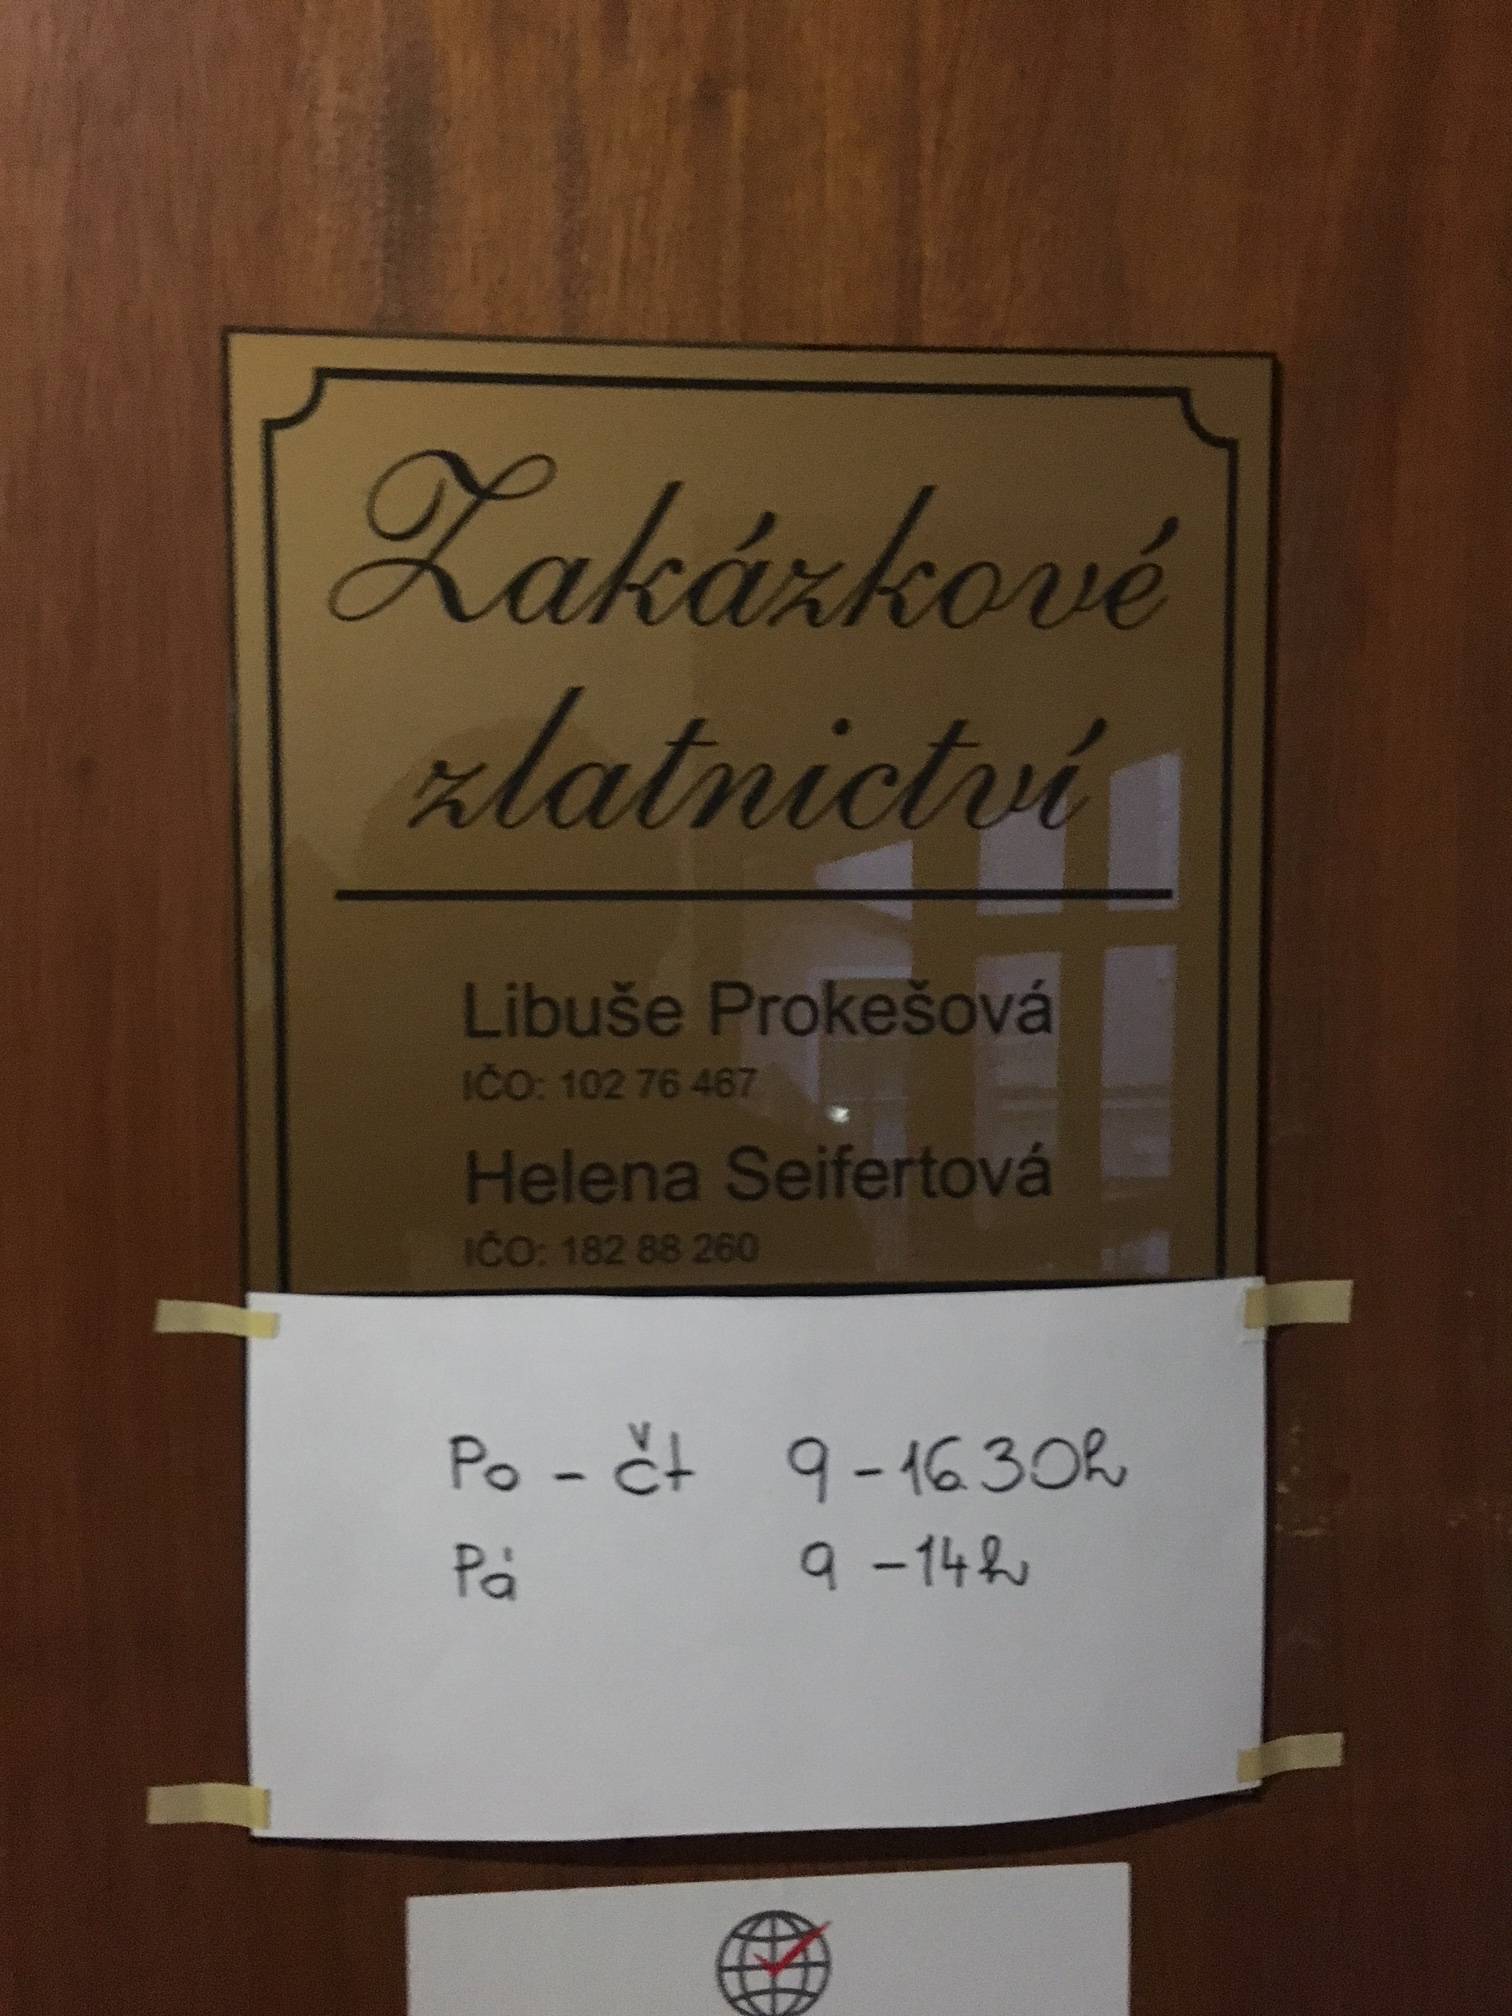 Zakázkové
zlatnictví
Libuše Prokešová
IČO: 102 76 467
Helena Seifertová
IČO: 182 88 260
Po - čt 9 - 16.30h
Pá 9 - 14h